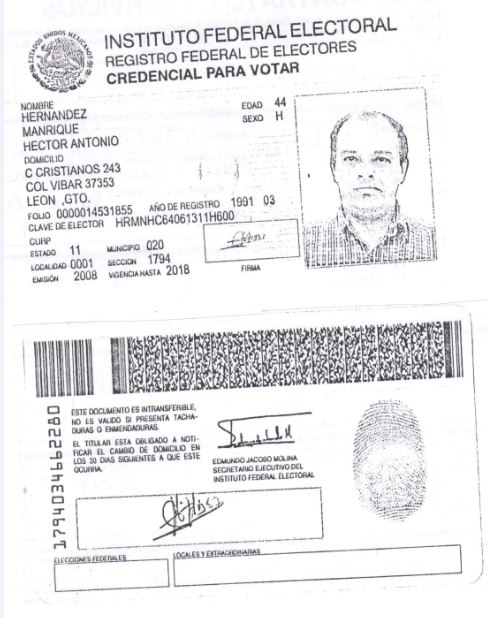 ESTADOS UNIDOS MEXICANOS
INSTITUTO FEDERAL ELECTORAL
REGISTRO FEDERAL DE ELECTORES
CREDENCIAL PARA VOTAR
NOMBRE
HERNANDEZ
MANRIQUE
HECTOR ANTONIO
EDAD 44
SEXO H
DOMICILIO
C CRISTIANOS 243
COL VIBAR 37353
LEON ,GTO.
FOLIO 0000014531855 AÑO DE REGISTRO 1991 03
CLAVE DE ELECTOR HRMNHC64061311H600
CURP
ESTADO 11 MUNICIPIO 020
LOCALIDAD 0001 SECCION 1794
EMISIÓN 2008 VIGENCIA HASTA 2018
FIRMA
ESTE DOCUMENTO ES INTRANSFERIBLE,
NO ES VALIDO SI PRESENTA TACHA-
DURAS O ENMENDADURAS.
EL TITULAR ESTA OBLIGADO A NOTI-
FICAR EL CAMBIO DE DOMICILIO EN
LOS 30 DIAS SIGUIENTES A QUE ESTE
OCURRA.
EDMUNDO JACOBO MOLINA
SECRETARIO EJECUTIVO DEL
INSTITUTO FEDERAL ELECTORAL
1794034662280
ELECCIONES FEDERALES
LOCALES Y EXTRAORDINARIAS